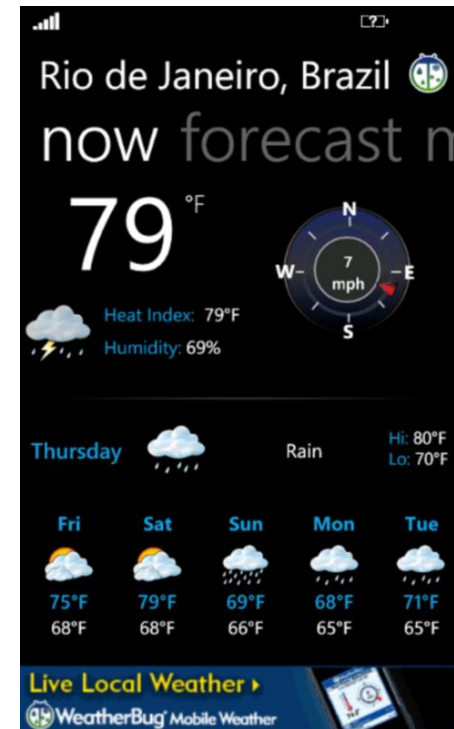 Rio de Janeiro, Brazil
now forecast m
79 °F
N
W E
S
7
mph
Heat Index: 79°F
Humidity: 69%
Thursday Rain Hi: 80°F
Lo: 70°F
Fri Sat Sun Mon Tue
75°F 79°F 69°F 68°F 71°F
68°F 68°F 66°F 65°F 65°F
Live Local Weather
WeatherBug Mobile Weather